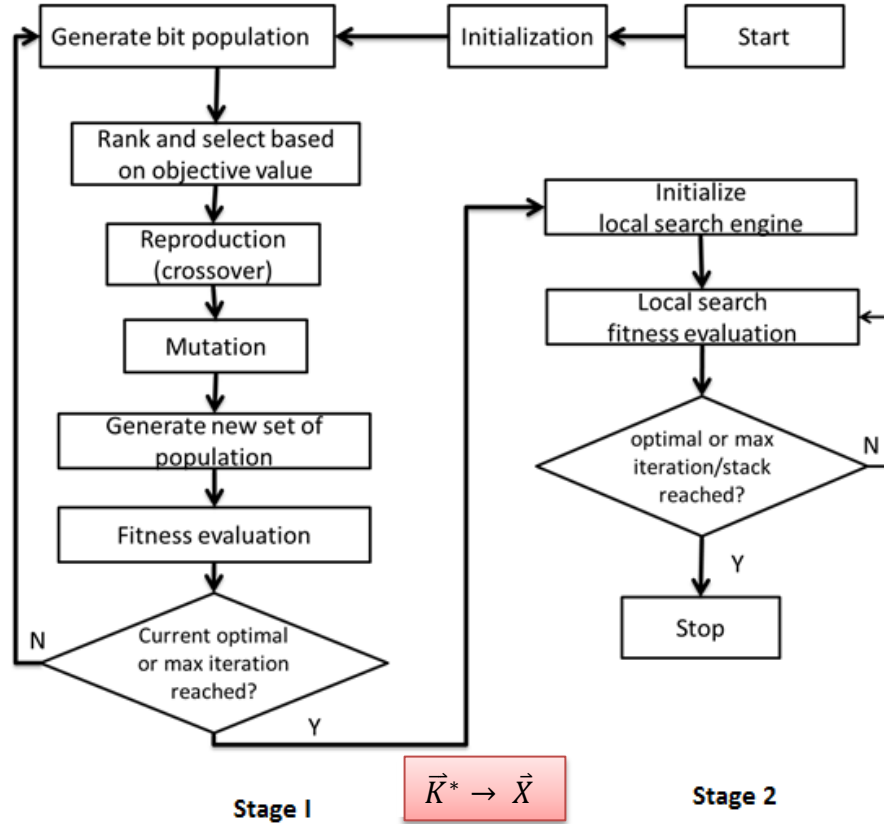 Generate bit population
Initialization
Start
Rank and select based
on objective value
Reproduction
(crossover)
Mutation
Generate new set of
population
Fitness evaluation
Current optimal
or max iteration
reached?
N
Y
Initialize
local search engine
Local search
fitness evaluation
optimal or max
iteration/stack
reached?
N
Y
Stop
Stage I
K⃗* → X⃗
Stage 2